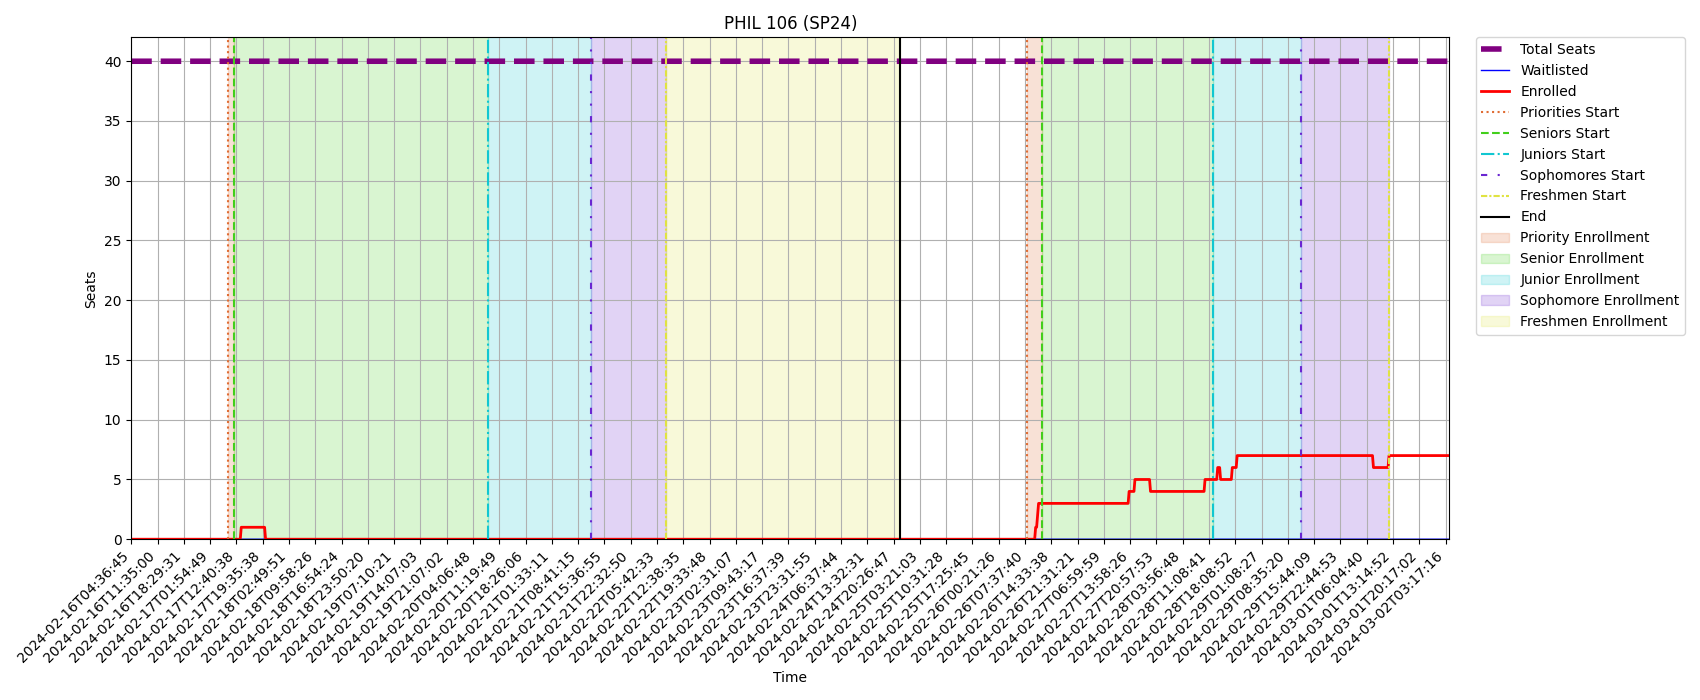 PHIL 106 (SP24)
Seats
40
35
30
25
20
15
10
5
0
2024-02-16T04:36:45
2024-02-16T11:35:00
2024-02-16T18:29:31
2024-02-17T01:54:49
2024-02-17T12:40:38
2024-02-17T19:35:38
2024-02-18T02:49:51
2024-02-18T09:58:26
2024-02-18T16:54:24
2024-02-18T23:50:20
2024-02-19T07:10:21
2024-02-19T14:07:03
2024-02-19T21:07:02
2024-02-20T04:06:48
2024-02-20T11:19:49
2024-02-20T18:26:06
2024-02-21T01:33:11
2024-02-21T08:41:15
2024-02-21T15:36:55
2024-02-21T22:32:50
2024-02-22T05:42:33
2024-02-22T12:38:35
2024-02-22T19:33:48
2024-02-23T02:31:07
2024-02-23T09:43:17
2024-02-23T16:37:39
2024-02-23T23:31:55
2024-02-24T06:37:44
2024-02-24T13:32:31
2024-02-24T20:26:47
2024-02-25T03:21:03
2024-02-25T10:31:28
2024-02-25T17:25:45
2024-02-26T00:21:26
2024-02-26T07:37:40
2024-02-26T14:33:38
2024-02-26T21:31:21
2024-02-27T06:59:59
2024-02-27T13:58:26
2024-02-27T20:57:53
2024-02-28T03:56:48
2024-02-28T11:08:41
2024-02-28T18:08:52
2024-02-29T01:08:27
2024-02-29T08:35:20
2024-02-29T15:44:09
2024-02-29T22:44:53
2024-03-01T06:04:40
2024-03-01T13:14:52
2024-03-01T20:17:02
2024-03-02T03:17:16
Time
Total Seats
Waitlisted
Enrolled
Priorities Start
Seniors Start
Juniors Start
Sophomores Start
Freshmen Start
End
Priority Enrollment
Senior Enrollment
Junior Enrollment
Sophomore Enrollment
Freshmen Enrollment